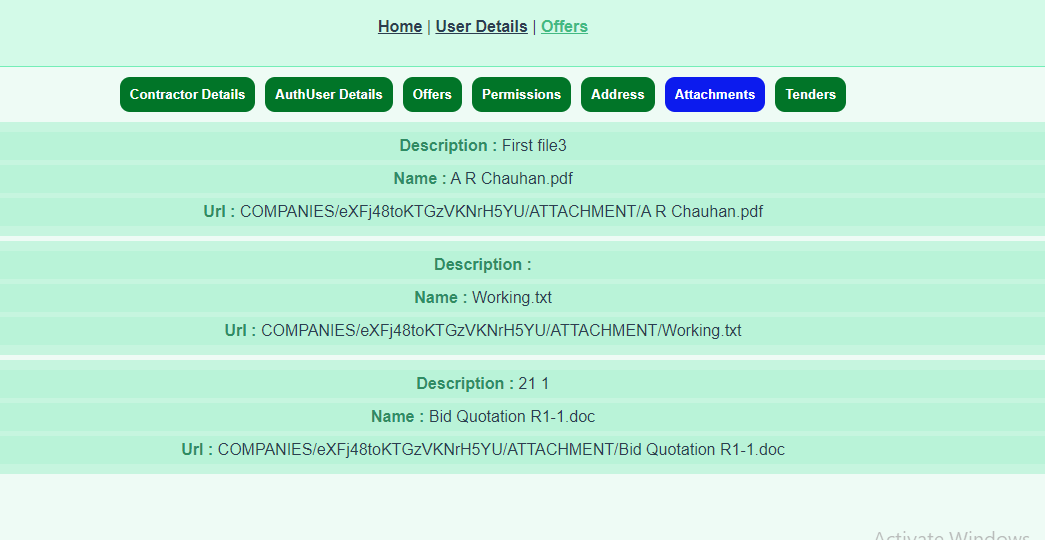 Home | User Details | Offers
Contractor Details AuthUser Details Offers Permissions Address Attachments Tenders
Description : First file3
Name : A R Chauhan.pdf
Url : COMPANIES/eXFj48toKTGzVKNrH5YU/ATTACHMENT/A R Chauhan.pdf
Description :
Name : Working.txt
Url : COMPANIES/eXFj48toKTGzVKNrH5YU/ATTACHMENT/Working.txt
Description : 21 1
Name : Bid Quotation R1-1.doc
Url : COMPANIES/eXFj48toKTGzVKNrH5YU/ATTACHMENT/Bid Quotation R1-1.doc
Activate Windows